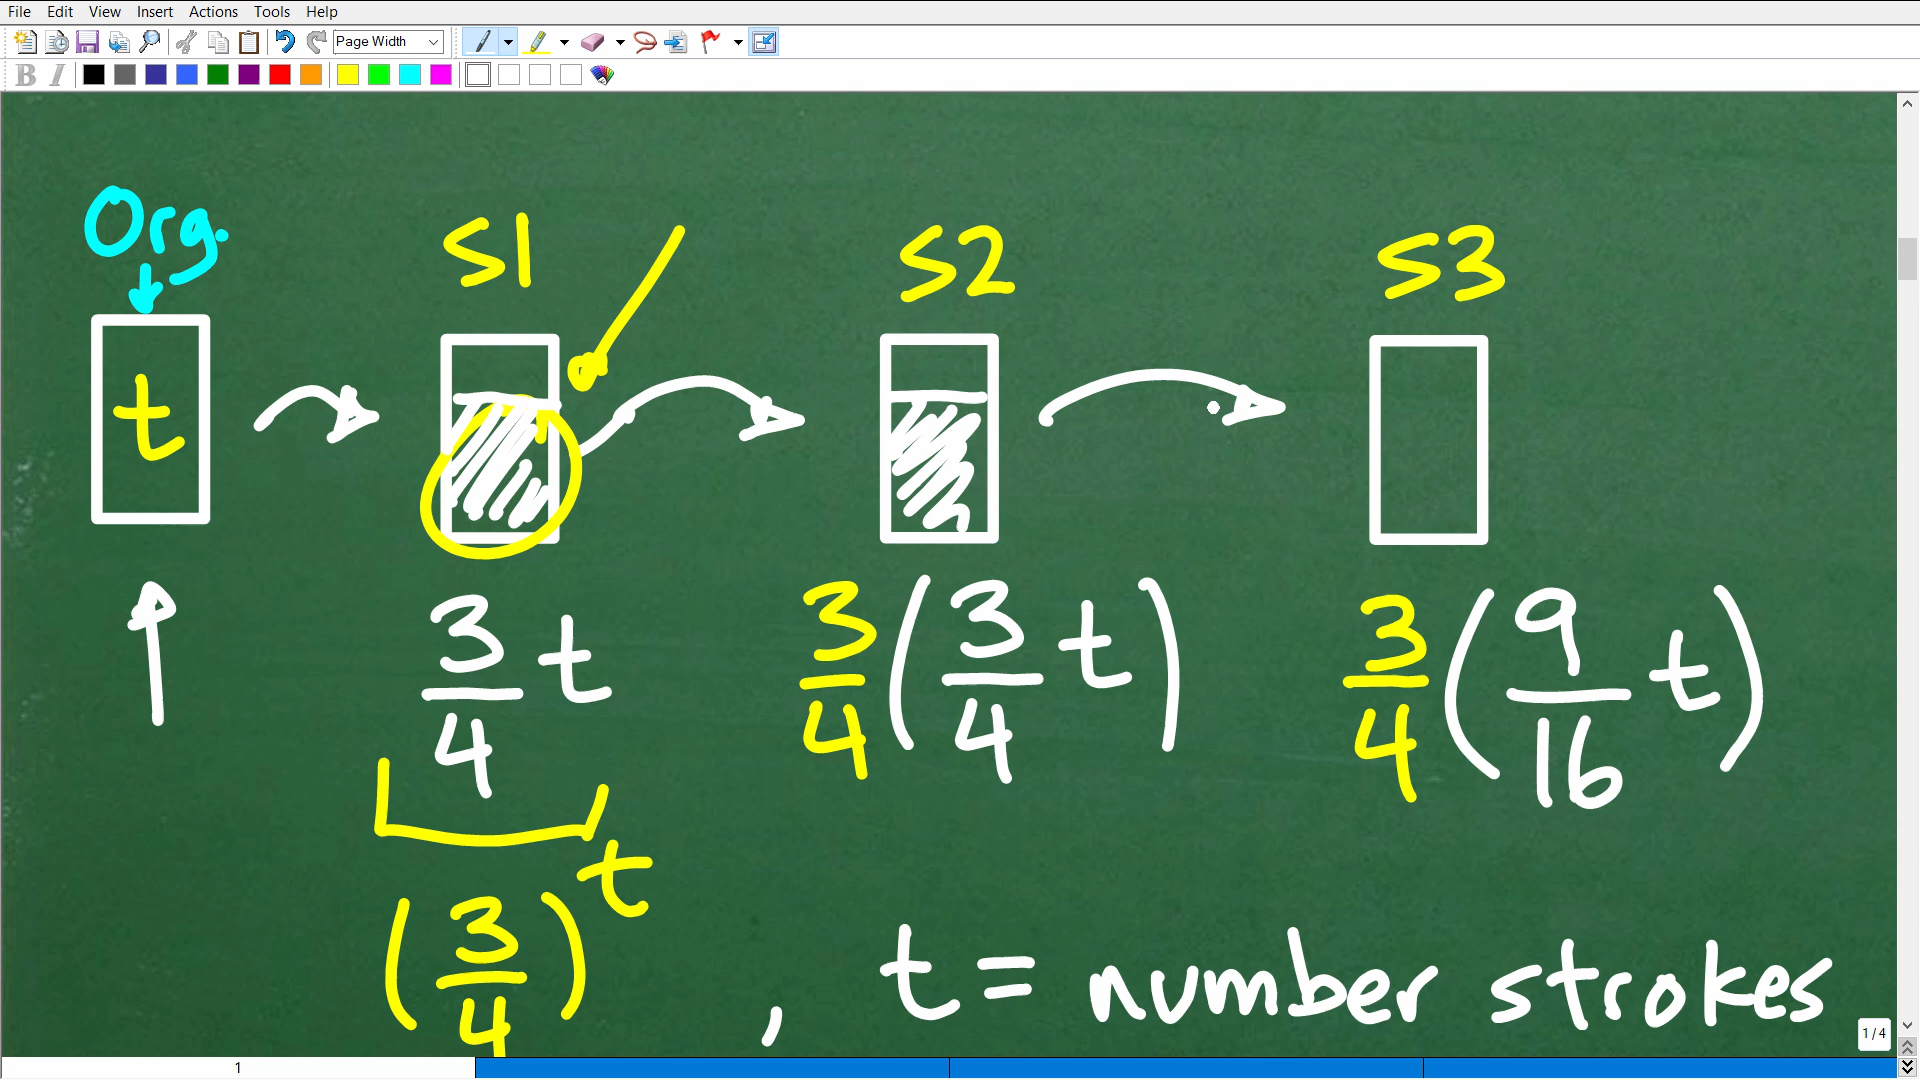 File Edit View Insert Actions Tools Help
Page Width
B I
Org.
S1 S2 S3
t
3/4 t 3/4 (3/4 t) 3/4 (9/16 t)
(3/4)^t , t = number strokes
1 / 4
1